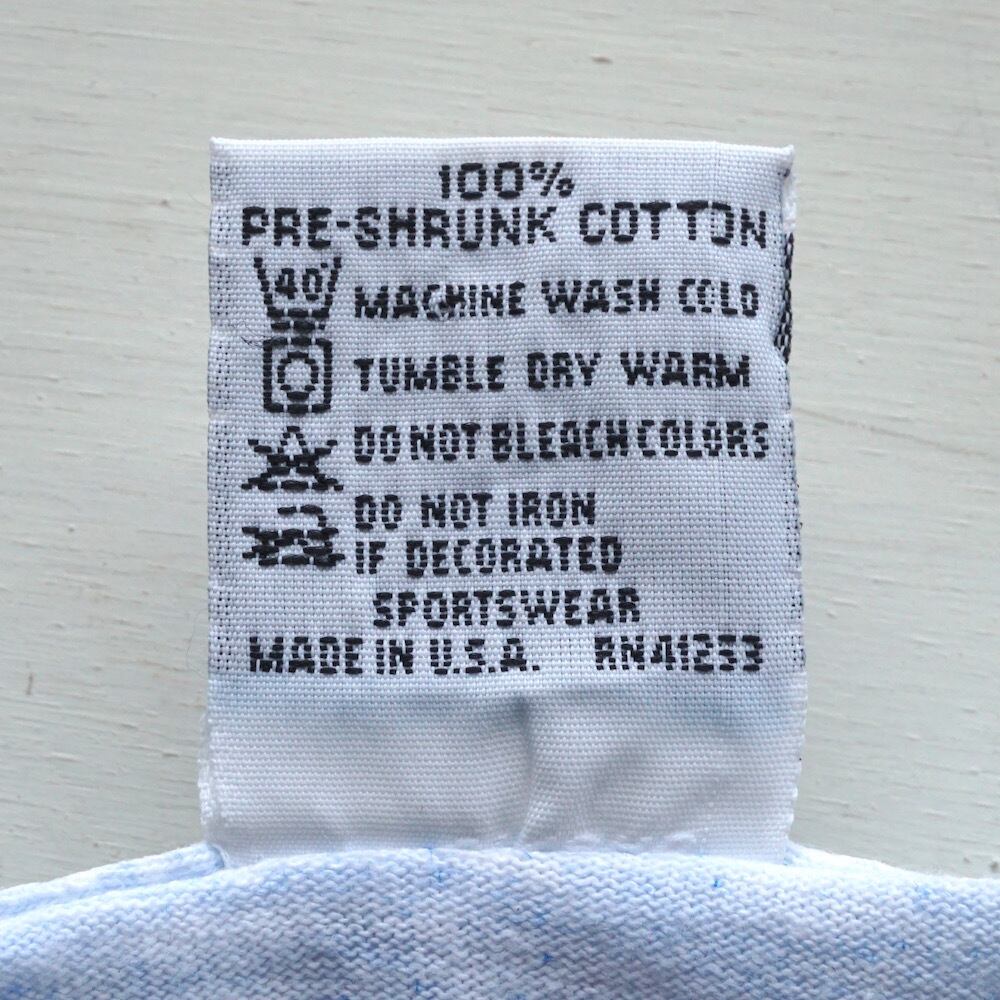 100%
PRE-SHRUNK COTTON
40° MACHINE WASH COLD
TUMBLE DRY WARM
DO NOT BLEACH COLORS
DO NOT IRON
IF DECORATED
SPORTSWEAR
MADE IN U.S.A. RN41233